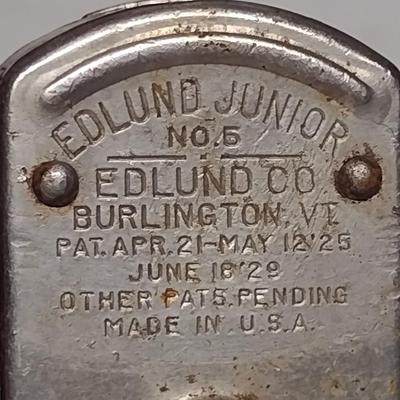 EDLUND JUNIOR
NO.5
EDLUND CO
BURLINGTON, VT.
PAT. APR. 21-MAY 12'25
JUNE 18'29
OTHER PATS. PENDING
MADE IN U.S.A.